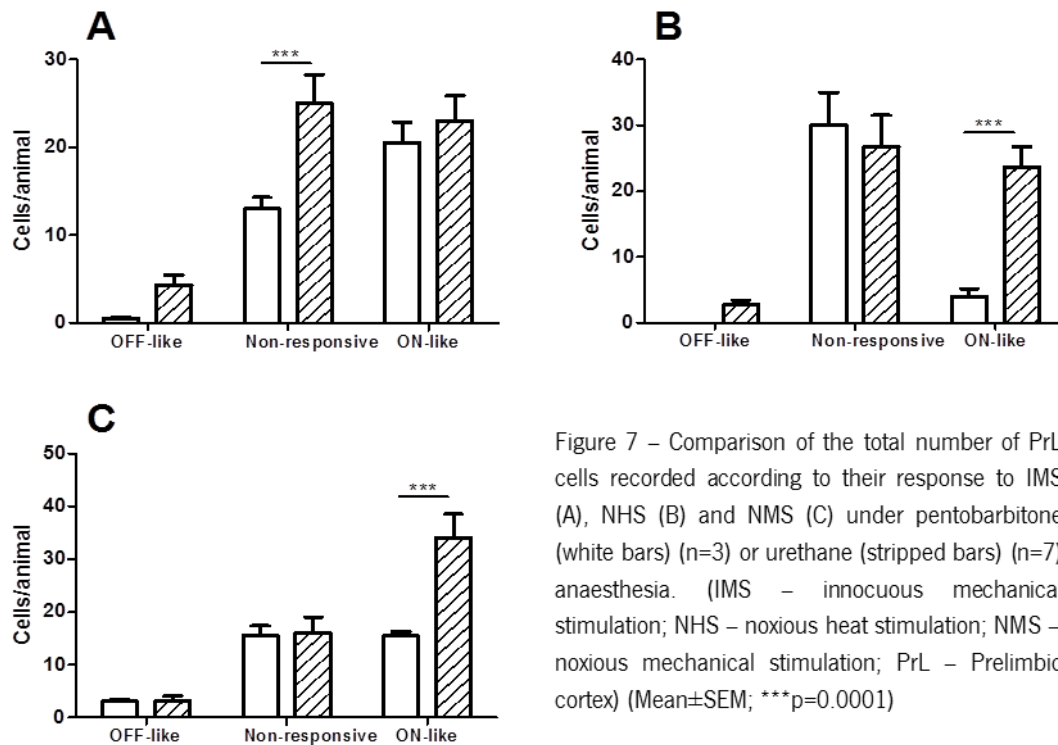 A
30
***
20
10
0
Cells/animal
OFF-like Non-responsive ON-like
B
40
30
***
20
10
0
Cells/animal
OFF-like Non-responsive ON-like
C
50
40
***
30
20
10
0
Cells/animal
OFF-like Non-responsive ON-like
Figure 7 – Comparison of the total number of PrL
cells recorded according to their response to IMS
(A), NHS (B) and NMS (C) under pentobarbitone
(white bars) (n=3) or urethane (stripped bars) (n=7)
anaesthesia. (IMS – innocuous mechanical
stimulation; NHS – noxious heat stimulation; NMS –
noxious mechanical stimulation; PrL – Prelimbic
cortex) (Mean±SEM; ***p=0.0001)